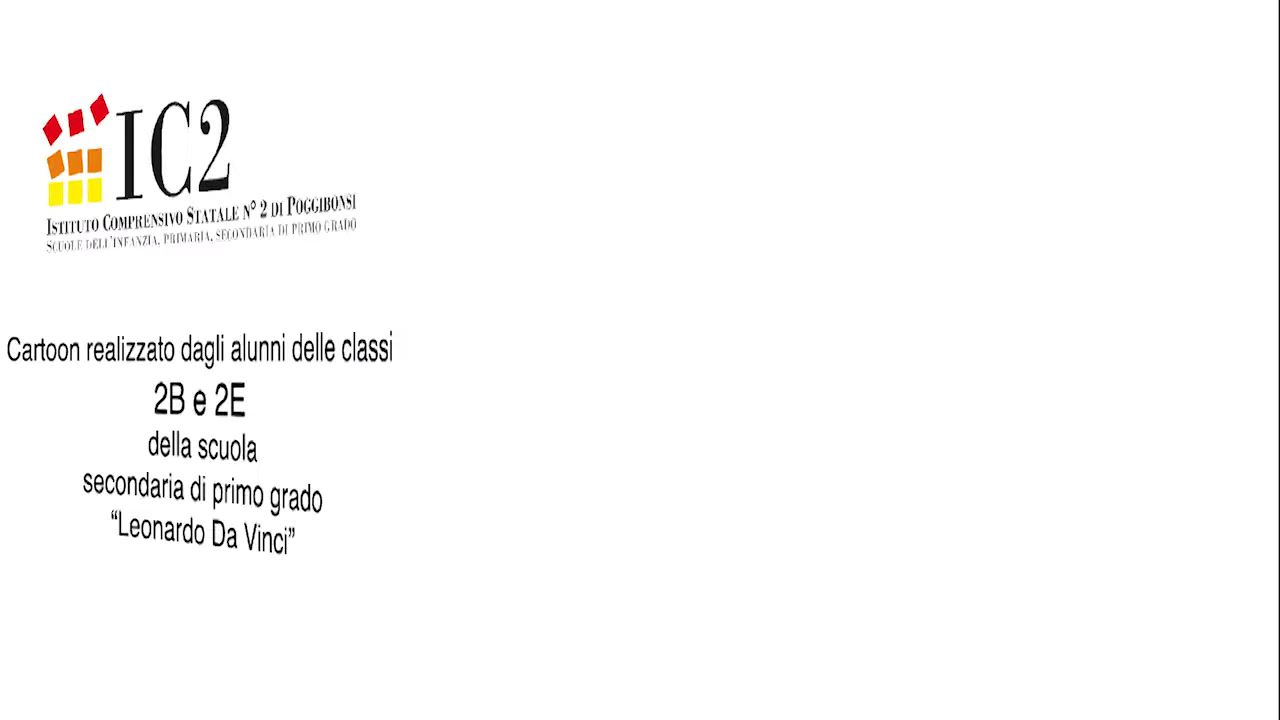 IC2
ISTITUTO COMPRENSIVO STATALE N° 2 DI POGGIBONSI
SCUOLE DELL'INFANZIA, PRIMARIA, SECONDARIA DI PRIMO GRADO
Cartoon realizzato dagli alunni delle classi
2B e 2E
della scuola
secondaria di primo grado
“Leonardo Da Vinci”